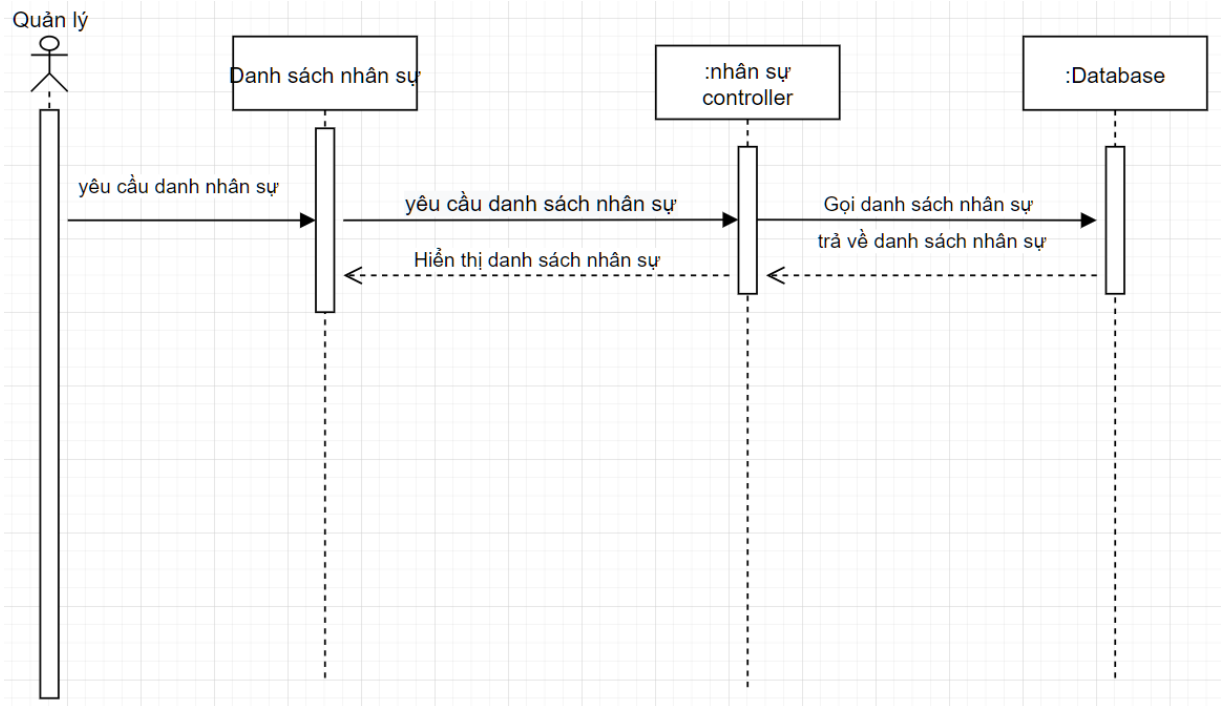 Quản lý
Danh sách nhân sự
:nhân sự
controller
:Database
yêu cầu danh nhân sự
yêu cầu danh sách nhân sự
Gọi danh sách nhân sự
trả về danh sách nhân sự
Hiển thị danh sách nhân sự